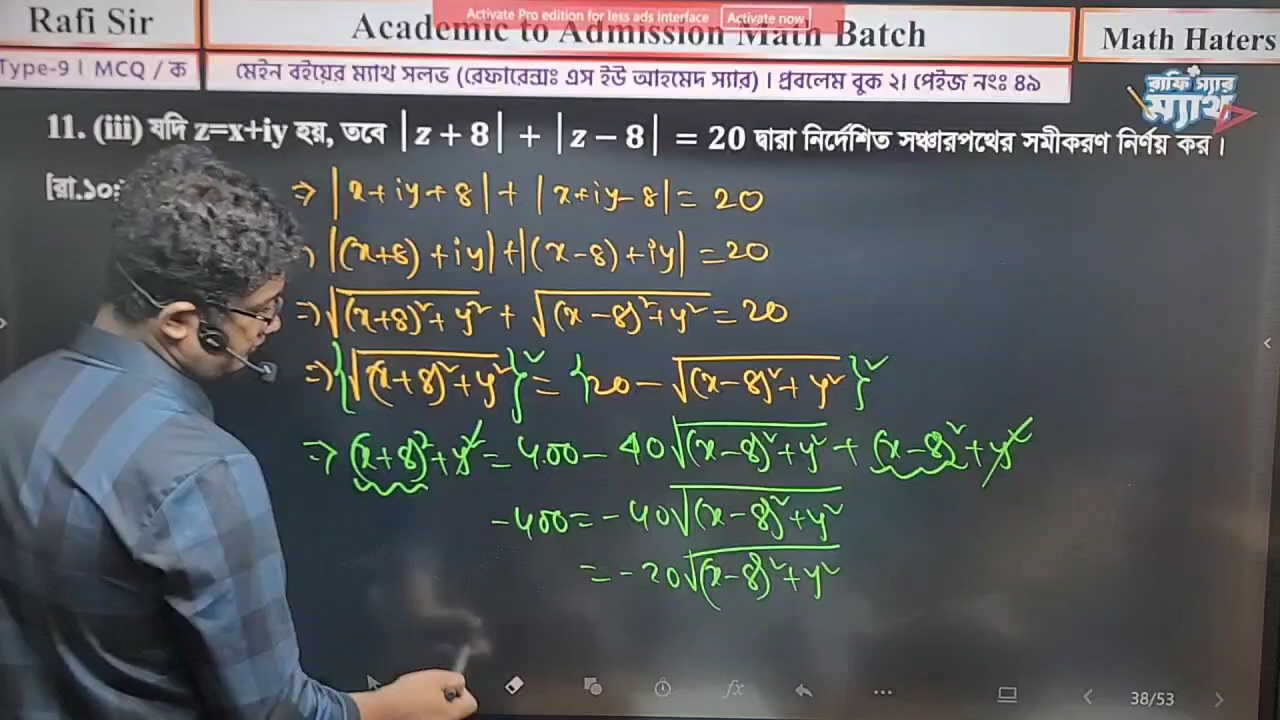 Activate Pro edition for less ads interface Activate now
Rafi Sir Academic to Admission Math Batch Math Haters
Type-9 | MCQ / ক মেইন বইয়ের ম্যাথ সলভ (রেফারেন্সঃ এস ইউ আহমেদ স্যার) । প্রবলেম বুক ২। পেইজ নংঃ ৪৯
রাফি স্যার
ম্যাথ
11. (iii) যদি z=x+iy হয়, তবে |z + 8| + |z − 8| = 20 দ্বারা নির্দেশিত সঞ্চারপথের সমীকরণ নির্ণয় কর ।
[রা.১০:
⇒ |x+iy+8| + |x+iy-8| = 20
⇒ |(x+8)+iy|+|(x-8)+iy| = 20
⇒ √(x+8)²+y² + √(x-8)²+y² = 20
⇒ {√(x+8)²+y²}² = {20 - √(x-8)²+y²}²
⇒ (x+8)²+y² = 400 - 40√(x-8)²+y² + (x-8)²+y²
-400 = -40√(x-8)²+y²
= -20√(x-8)²+y²
fx ... 38/53